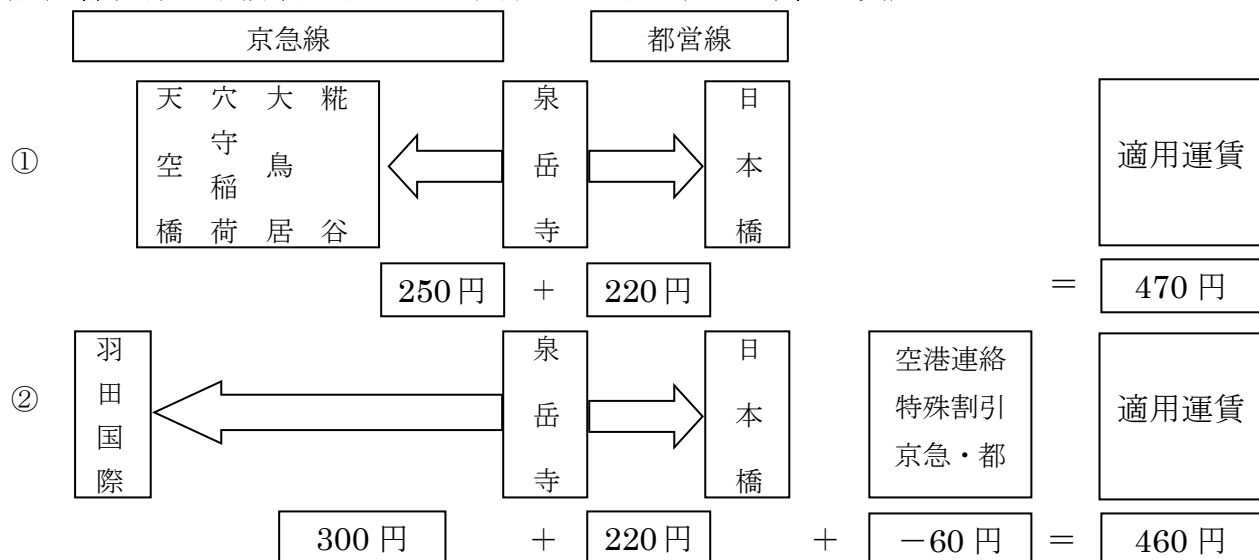 京急線 都営線
①
天空橋 穴守稲荷 大鳥居 糀谷
泉岳寺
日本橋
適用運賃
250円 + 220円 = 470円
②
羽田国際
泉岳寺
日本橋
空港連絡
特殊割引
京急・都
適用運賃
300円 + 220円 + -60円 = 460円